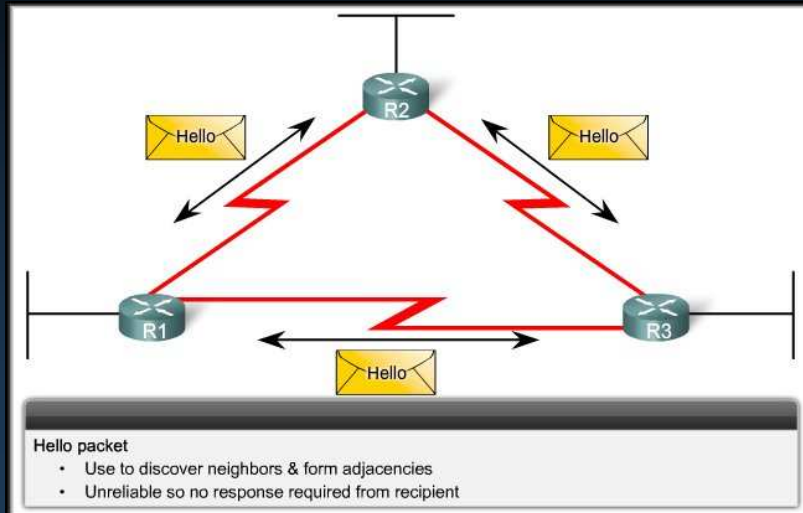 R2
Hello
Hello
R1
R3
Hello
Hello packet
• Use to discover neighbors & form adjacencies
• Unreliable so no response required from recipient